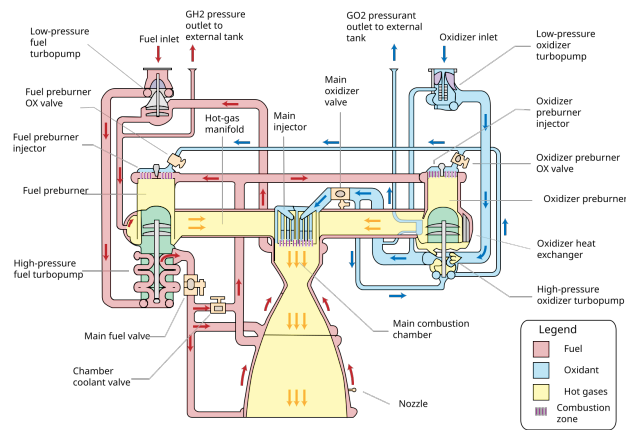 GH2 pressure
outlet to
external tank
GO2 pressurant
outlet to external
tank
Low-pressure
fuel
turbopump
Fuel inlet
Oxidizer inlet
Low-pressure
oxidizer
turbopump
Fuel preburner
OX valve
Hot-gas
manifold
Main
injector
Main
oxidizer
valve
Oxidizer
preburner
injector
Fuel preburner
injector
Oxidizer preburner
OX valve
Fuel preburner
Oxidizer preburner
High-pressure
fuel turbopump
Oxidizer heat
exchanger
High-pressure
oxidizer turbopump
Main fuel valve
Main combustion
chamber
Chamber
coolant valve
Nozzle
Legend
Fuel
Oxidant
Hot gases
Combustion
zone